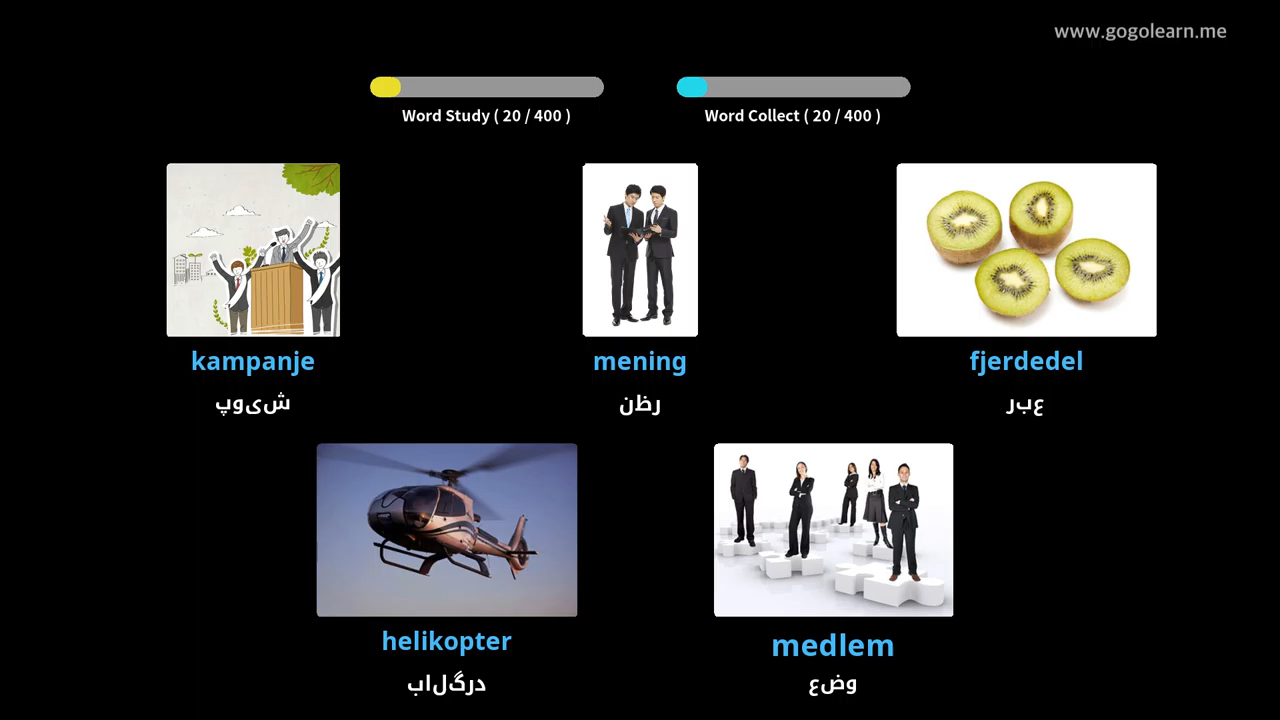 www.gogolearn.me
Word Study ( 20 / 400 )
Word Collect ( 20 / 400 )
kampanje
شیوپ
mening
رظن
fjerdedel
عبر
helikopter
درگلاب
medlem
وضع